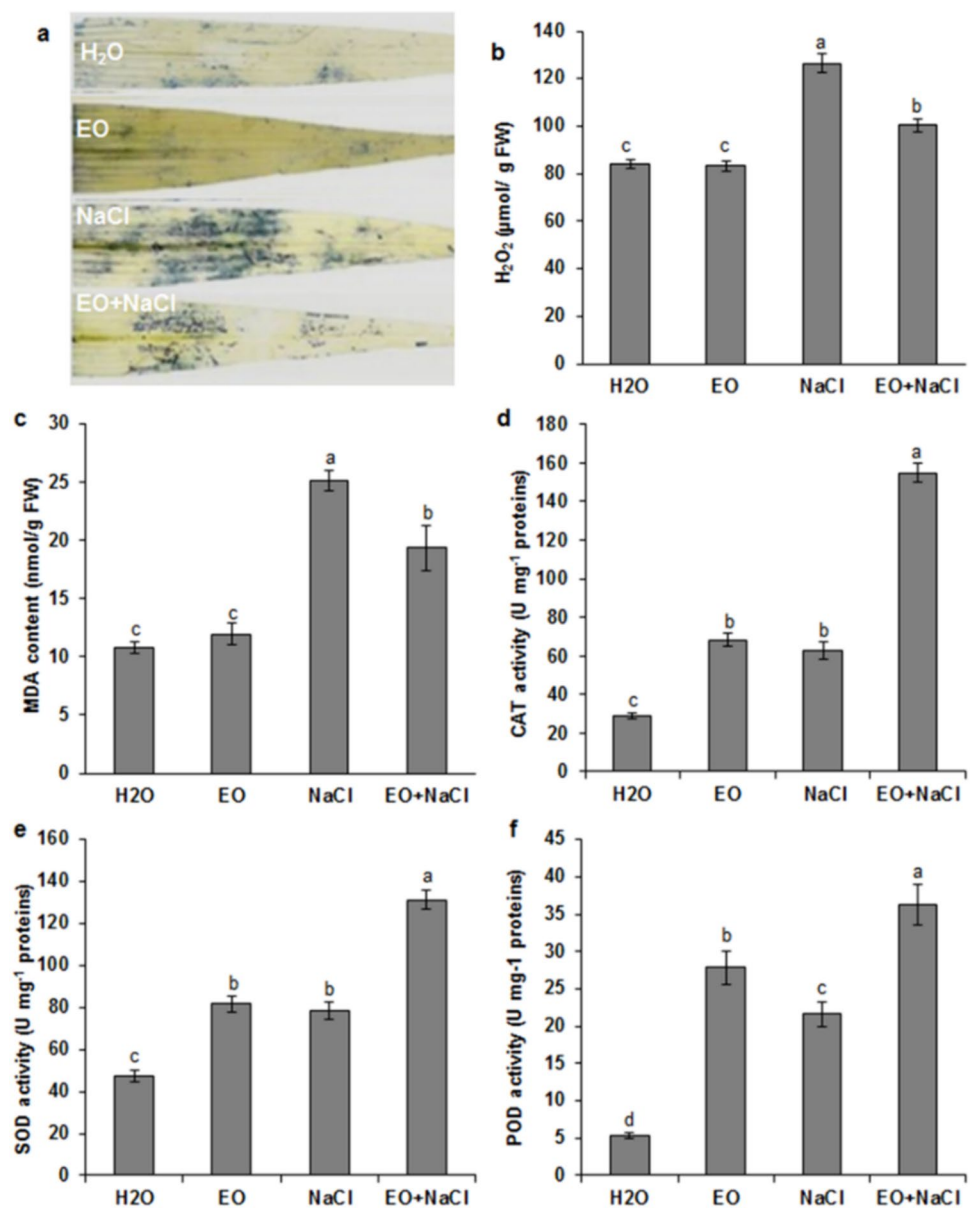 a
H₂O
EO
NaCl
EO+NaCl
b
H₂O₂ (µmol/ g FW)
140
120
100
80
60
40
20
0
c
c
a
b
H2O
EO
NaCl
EO+NaCl
c
MDA content (nmol/g FW)
30
25
20
15
10
5
0
c
c
a
b
H2O
EO
NaCl
EO+NaCl
d
CAT activity (U mg⁻¹ proteins)
180
160
140
120
100
80
60
40
20
0
c
b
b
a
H2O
EO
NaCl
EO+NaCl
e
SOD activity (U mg⁻¹ proteins)
160
140
120
100
80
60
40
20
0
c
b
b
a
H2O
EO
NaCl
EO+NaCl
f
POD activity (U mg-1 proteins)
45
40
35
30
25
20
15
10
5
0
d
b
c
a
H2O
EO
NaCl
EO+NaCl